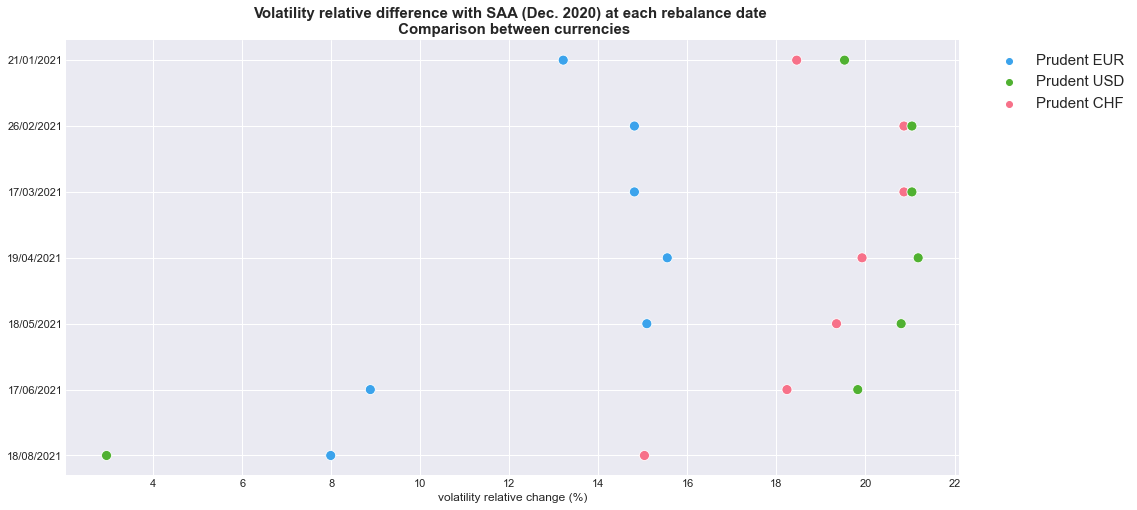 Volatility relative difference with SAA (Dec. 2020) at each rebalance date
Comparison between currencies
21/01/2021
26/02/2021
17/03/2021
19/04/2021
18/05/2021
17/06/2021
18/08/2021
4 6 8 10 12 14 16 18 20 22
volatility relative change (%)
Prudent EUR
Prudent USD
Prudent CHF